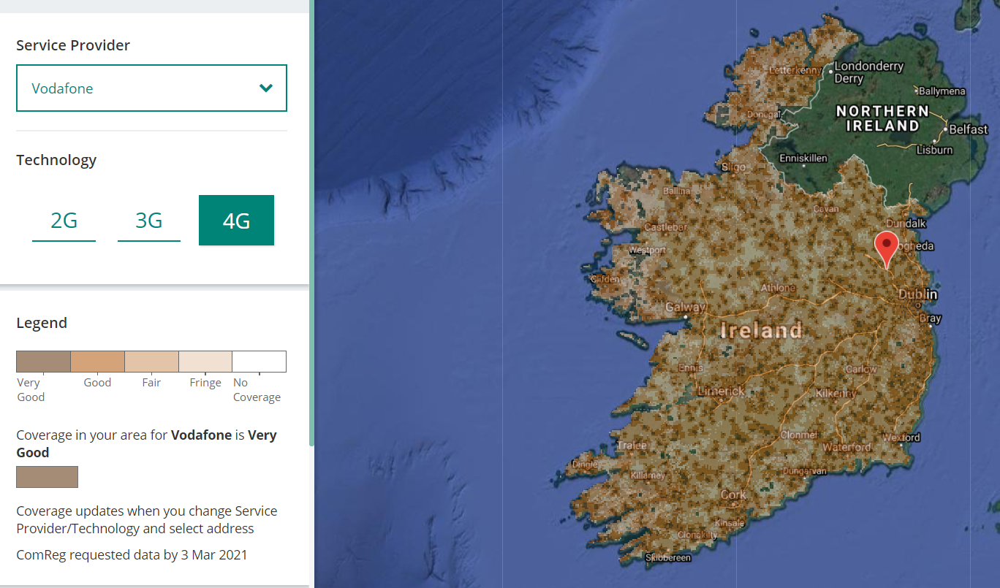 Service Provider
Vodafone
Technology
2G
3G
4G
Legend
Very
Good
Good
Fair
Fringe
No
Coverage
Coverage in your area for Vodafone is Very
Good
Coverage updates when you change Service
Provider/Technology and select address
ComReg requested data by 3 Mar 2021
Letterkenny
Londonderry
Derry
Ballymena
NORTHERN
IRELAND
Donegal
Belfast
Lisburn
Enniskillen
Sligo
Ballina
Cavan
Castlebar
Dundalk
Westport
ogheda
Clifden
Athlone
Dublin
Galway
Bray
Ireland
Ennis
Carlow
Limerick
Kilkenny
Clonmel
Wexford
Tralee
Waterford
Dingle
Dungarvan
Killarney
Cork
Kinsale
Clonakilty
Skibbereen